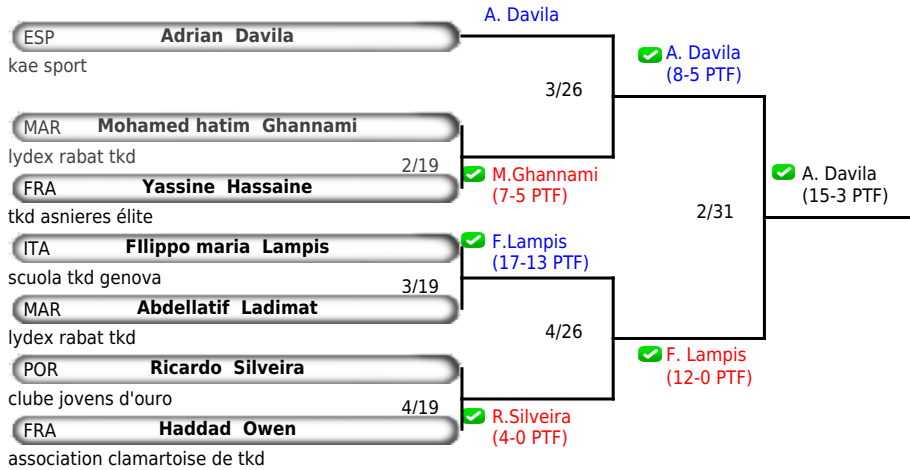 A. Davila
ESP Adrian Davila
kae sport
A. Davila
(8-5 PTF)
3/26
MAR Mohamed hatim Ghannami
lydex rabat tkd
2/19
M.Ghannami
(7-5 PTF)
FRA Yassine Hassaine
tkd asnieres élite
A. Davila
(15-3 PTF)
2/31
ITA FIlippo maria Lampis
scuola tkd genova
F.Lampis
(17-13 PTF)
3/19
MAR Abdellatif Ladimat
lydex rabat tkd
4/26
F. Lampis
(12-0 PTF)
POR Ricardo Silveira
clube jovens d'ouro
4/19
R.Silveira
(4-0 PTF)
FRA Haddad Owen
association clamartoise de tkd